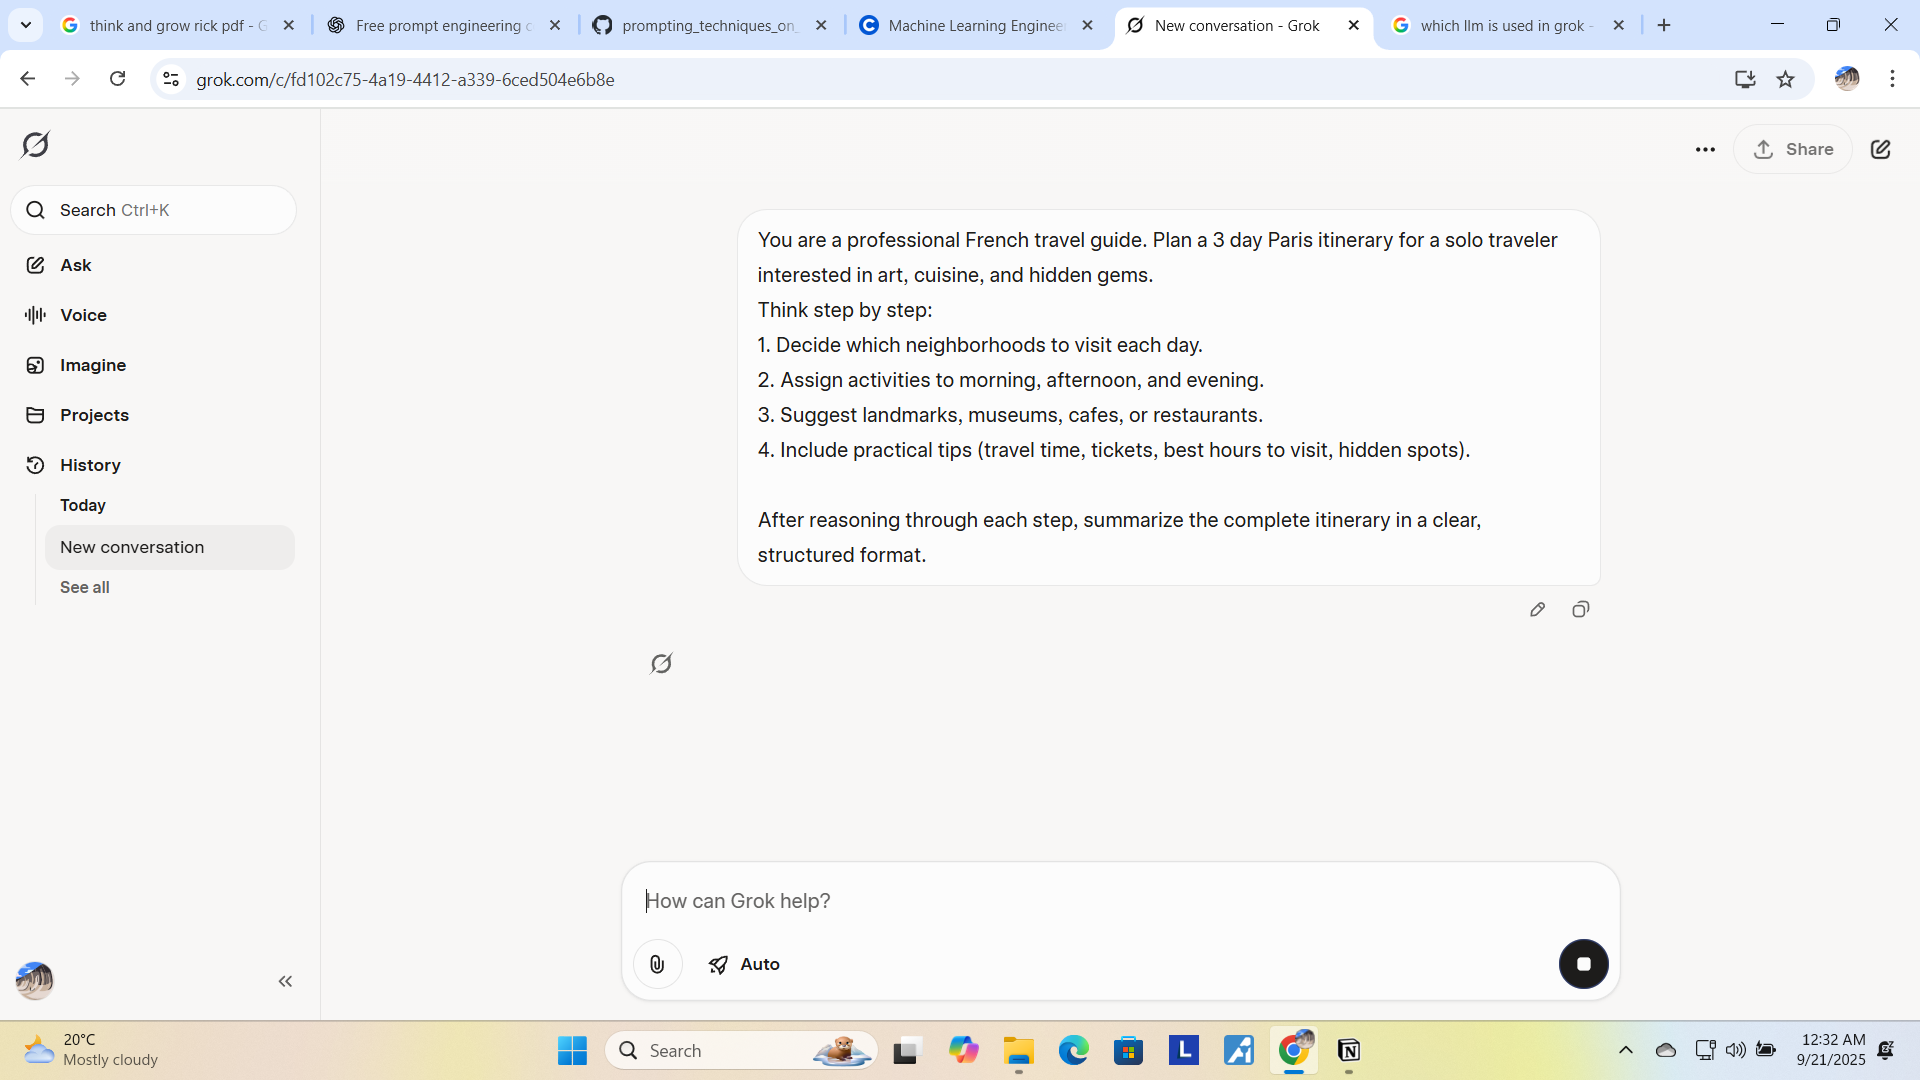 think and grow rick pdf - G
Free prompt engineering c
prompting_techniques_on_
Machine Learning Engineer
New conversation - Grok
which llm is used in grok -
grok.com/c/fd102c75-4a19-4412-a339-6ced504e6b8e
Share
Search Ctrl+K
Ask
Voice
Imagine
Projects
History
Today
New conversation
See all
You are a professional French travel guide. Plan a 3 day Paris itinerary for a solo traveler
interested in art, cuisine, and hidden gems.
Think step by step:
1. Decide which neighborhoods to visit each day.
2. Assign activities to morning, afternoon, and evening.
3. Suggest landmarks, museums, cafes, or restaurants.
4. Include practical tips (travel time, tickets, best hours to visit, hidden spots).
After reasoning through each step, summarize the complete itinerary in a clear,
structured format.
How can Grok help?
Auto
20°C
Mostly cloudy
Search
12:32 AM
9/21/2025